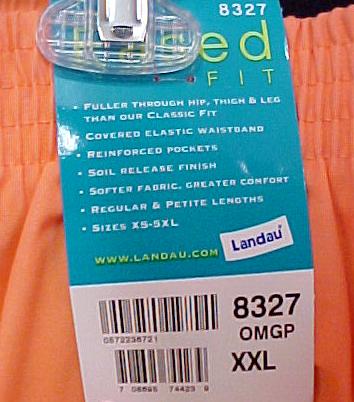 8327
FIT
• FULLER THROUGH HIP, THIGH & LEG
THAN OUR CLASSIC FIT
COVERED ELASTIC WAISTBAND
• REINFORCED POCKETS
• SOIL RELEASE FINISH
• SOFTER FABRIC, GREATER COMFORT
• REGULAR & PETITE LENGTHS
• SIZES XS-5XL
WWW.LANDAU.COM
Landau
8327
OMGP
XXL